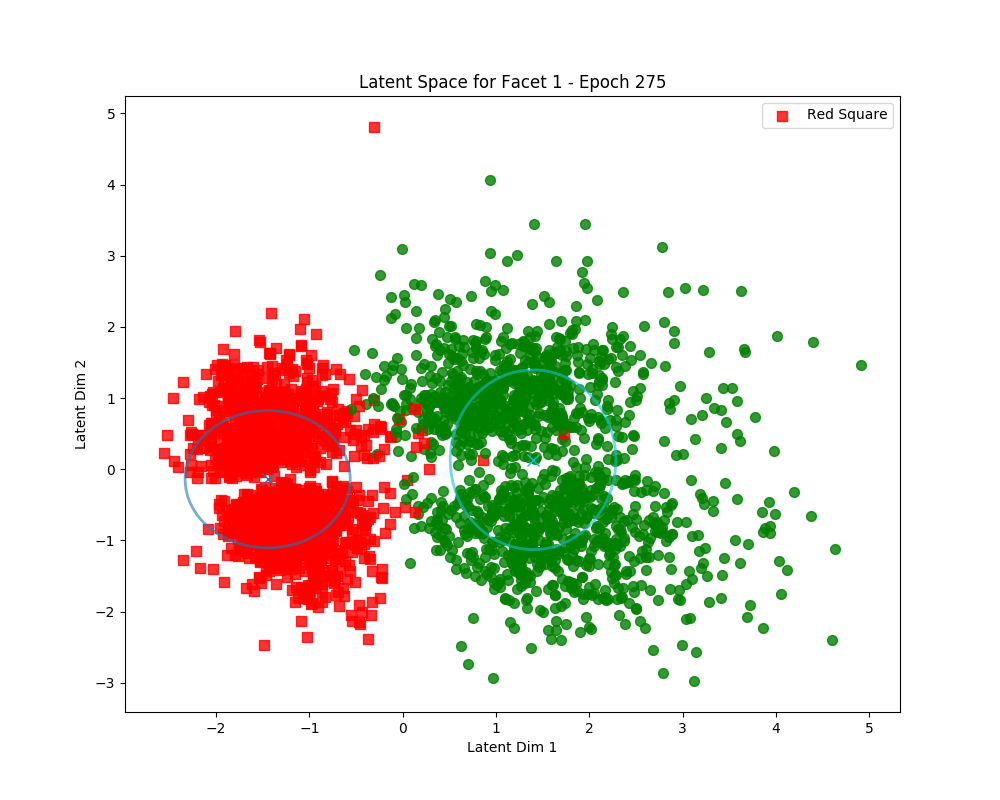 Latent Space for Facet 1 - Epoch 275
Red Square
5
4
3
2
1
0
−1
−2
−3
Latent Dim 2
−2 −1 0 1 2 3 4 5
Latent Dim 1